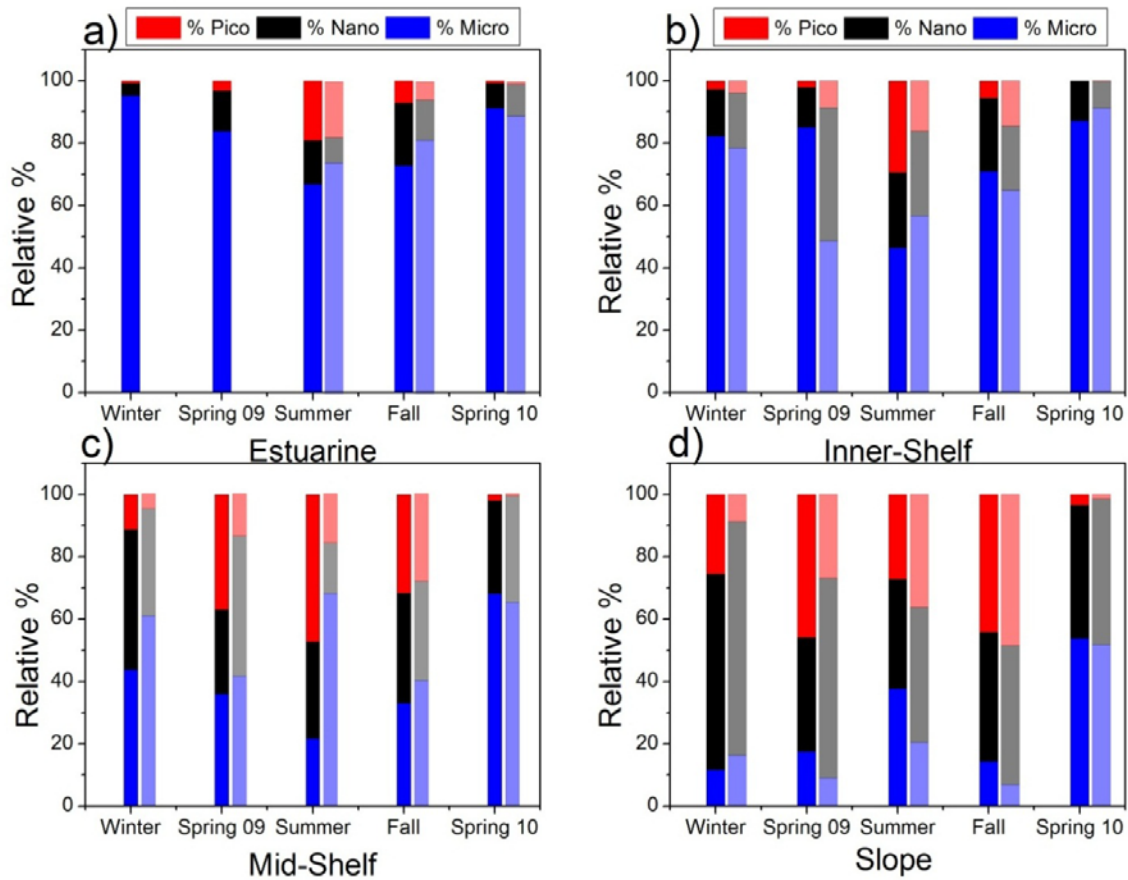 a) % Pico % Nano % Micro
b) % Pico % Nano % Micro
Relative %
100
80
60
40
20
0
Winter Spring 09 Summer Fall Spring 10
Estuarine
Relative %
100
80
60
40
20
0
Winter Spring 09 Summer Fall Spring 10
Inner-Shelf
c)
Relative %
100
80
60
40
20
0
Winter Spring 09 Summer Fall Spring 10
Mid-Shelf
d)
Relative %
100
80
60
40
20
0
Winter Spring 09 Summer Fall Spring 10
Slope